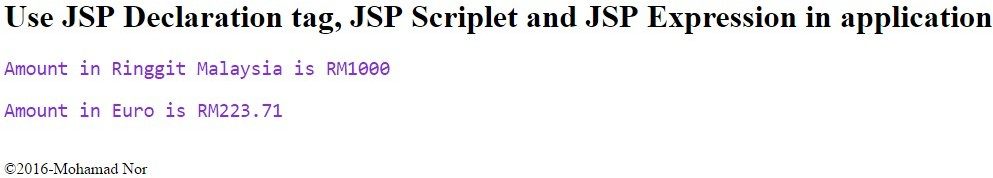 Use JSP Declaration tag, JSP Scriplet and JSP Expression in application
Amount in Ringgit Malaysia is RM1000
Amount in Euro is RM223.71
©2016-Mohamad Nor